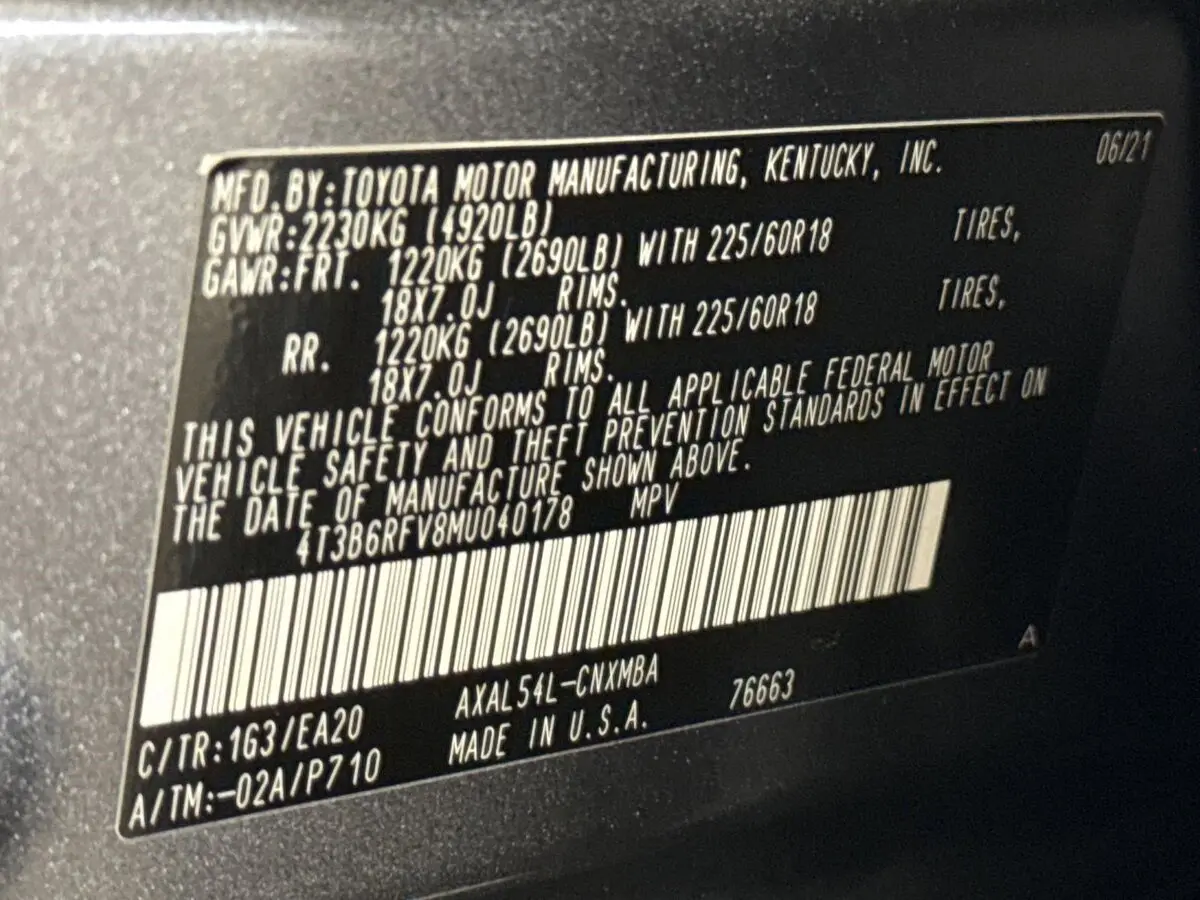 06/21
MFD.BY:TOYOTA MOTOR MANUFACTURING, KENTUCKY, INC.
GVWR:2230KG (4920LB)
GAWR:FRT. 1220KG (2690LB) WITH 225/60R18 TIRES,
18X7.0J RIMS.
RR. 1220KG (2690LB) WITH 225/60R18 TIRES,
18X7.0J RIMS.
THIS VEHICLE CONFORMS TO ALL APPLICABLE FEDERAL MOTOR
VEHICLE SAFETY AND THEFT PREVENTION STANDARDS IN EFFECT ON
THE DATE OF MANUFACTURE SHOWN ABOVE.
4T3B6RFV8MU040178 MPV
A
C/TR:1G3/EA20 AXAL54L-CNXMBA 76663
A/TM:-02A/P710 MADE IN U.S.A.